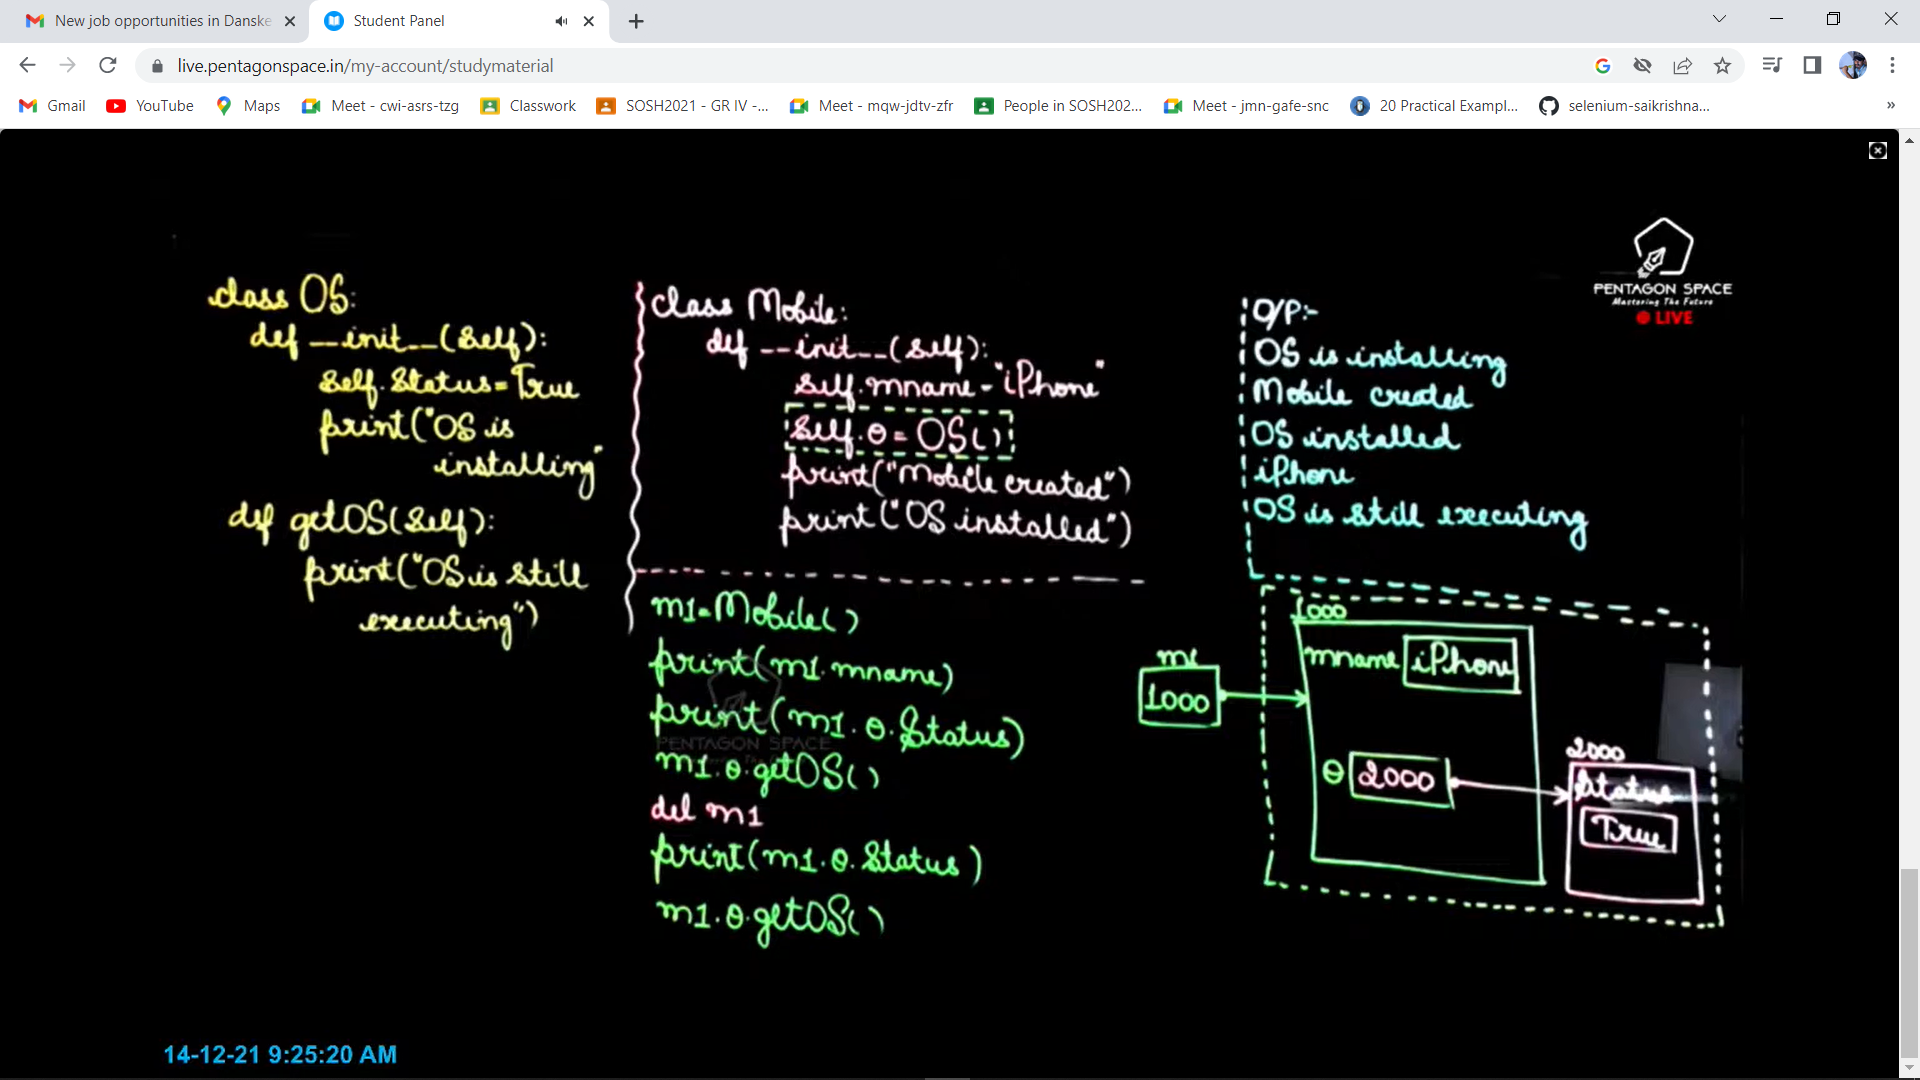 New job opportunities in Danske
Student Panel
live.pentagonspace.in/my-account/studymaterial
Gmail
YouTube
Maps
Meet - cwi-asrs-tzg
Classwork
SOSH2021 - GR IV -...
Meet - mqw-jdtv-zfr
People in SOSH202...
Meet - jmn-gafe-snc
20 Practical Exampl...
selenium-saikrishna...
PENTAGON SPACE
Mastering The Future
LIVE
class OS:
def __init__(self):
self.status=True
print("OS is
installing"
def getOS(self):
print("OS is still
executing")
class Mobile:
def __init__(self):
self.mname="iPhone"
self.o= OS()
print("Mobile created")
print("OS installed")
m1=Mobile()
print(m1.mname)
print(m1.o.status)
m1.o.getOS()
del m1
print(m1.o.status)
m1.o.getOS()
PENTAGON SPACE
O/P:-
OS is installing
Mobile created
OS installed
iPhone
OS is still executing
m1
1000
1000
mname iPhone
o 2000
2000
status
True
14-12-21 9:25:20 AM